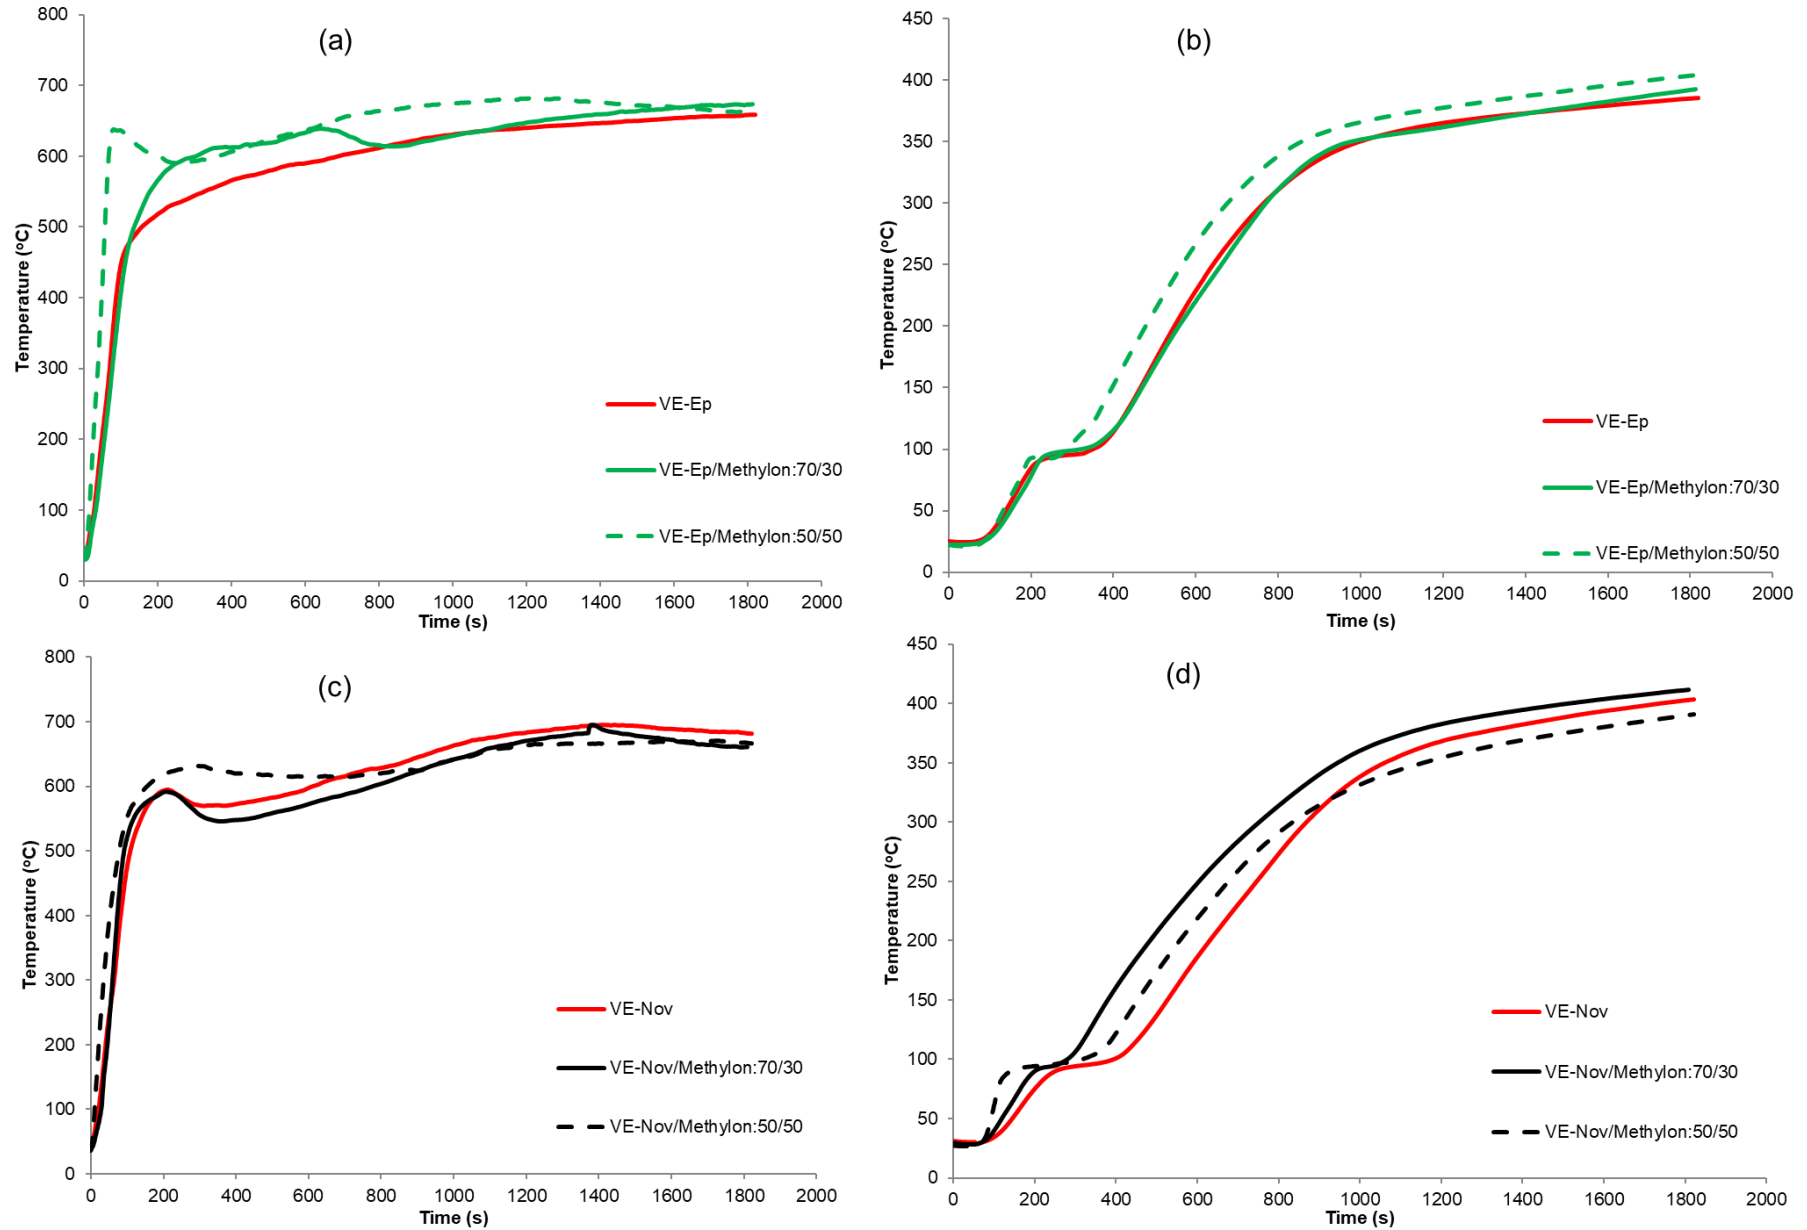 (a)
800
700
600
500
400
300
200
100
0
Temperature (°C)
0 200 400 600 800 1000 1200 1400 1600 1800 2000
Time (s)
VE-Ep
VE-Ep/Methylon:70/30
VE-Ep/Methylon:50/50
(b)
450
400
350
300
250
200
150
100
50
0
Temperature (°C)
0 200 400 600 800 1000 1200 1400 1600 1800 2000
Time (s)
VE-Ep
VE-Ep/Methylon:70/30
VE-Ep/Methylon:50/50
(c)
800
700
600
500
400
300
200
100
0
Temperature (°C)
0 200 400 600 800 1000 1200 1400 1600 1800 2000
Time (s)
VE-Nov
VE-Nov/Methylon:70/30
VE-Nov/Methylon:50/50
(d)
450
400
350
300
250
200
150
100
50
0
Temperature (°C)
0 200 400 600 800 1000 1200 1400 1600 1800 2000
Time (s)
VE-Nov
VE-Nov/Methylon:70/30
VE-Nov/Methylon:50/50